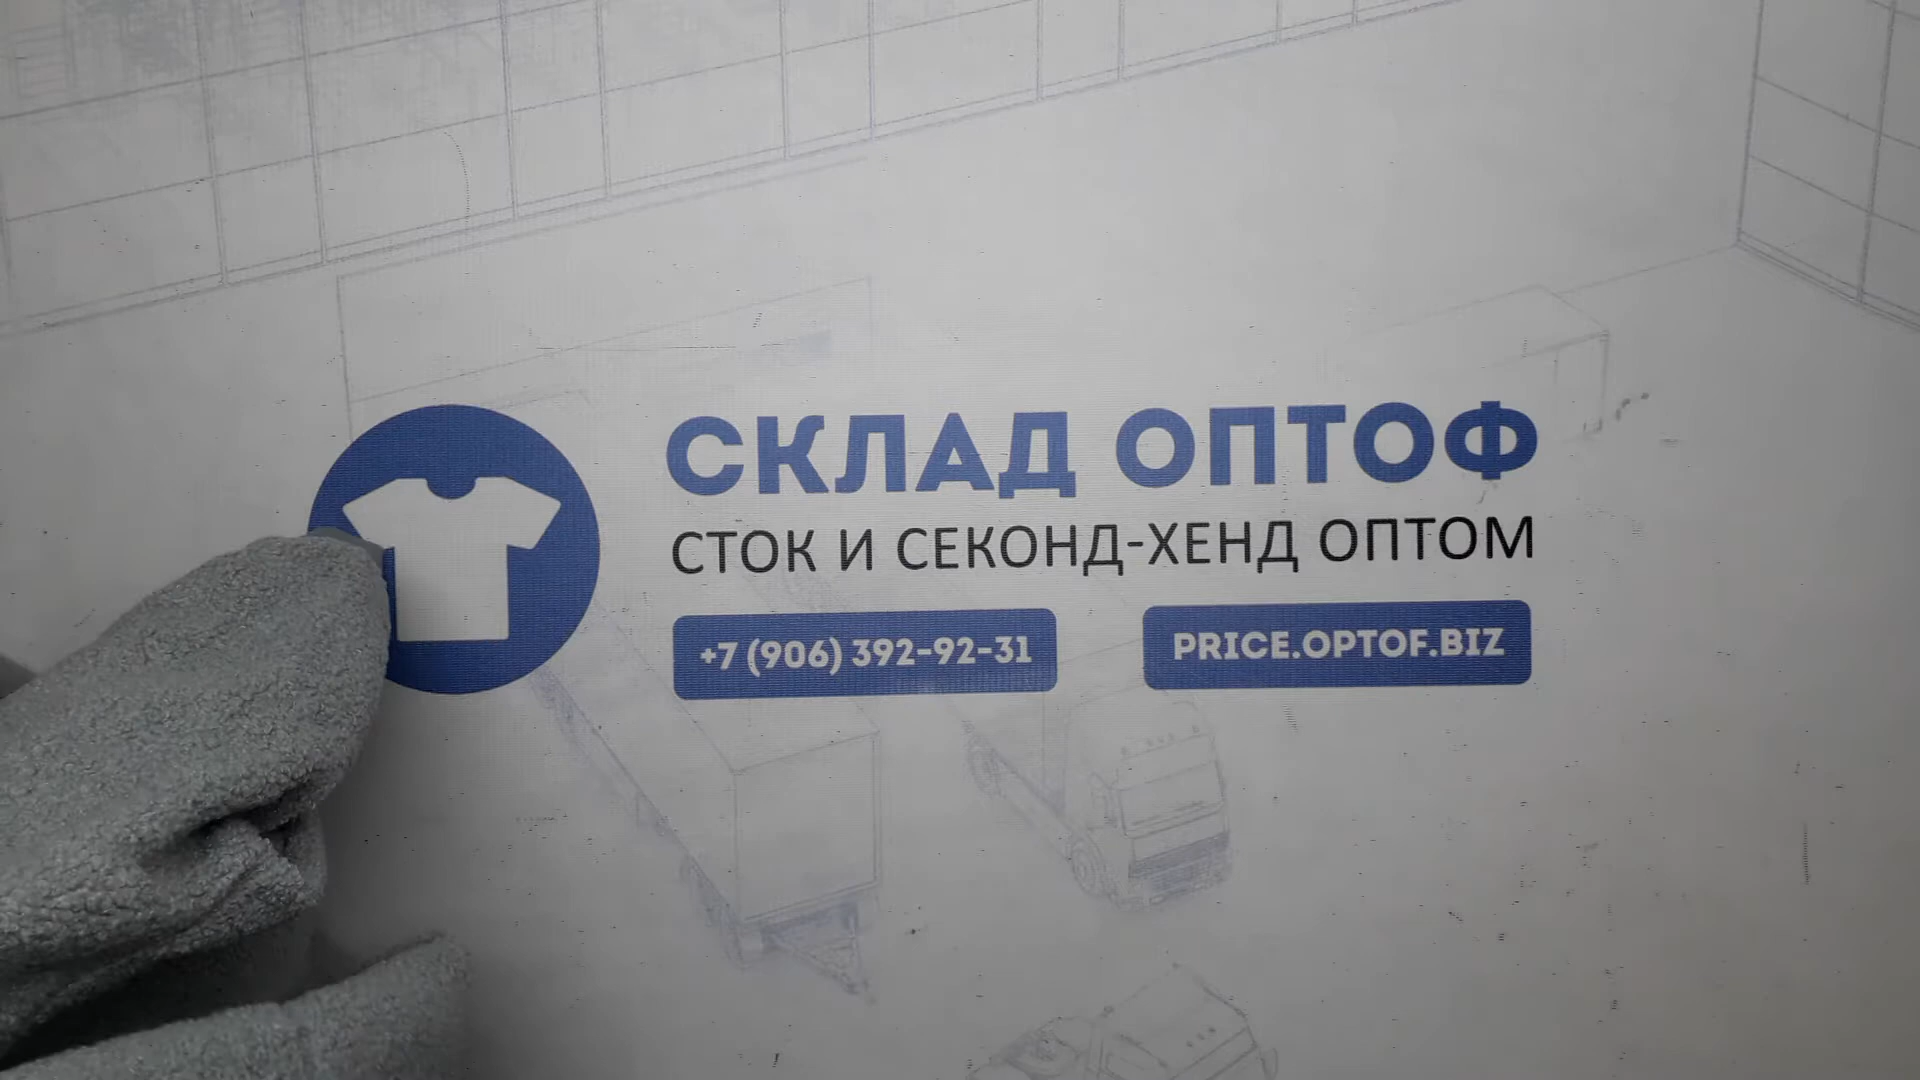 СКЛАД ОПТОФ
СТОК И СЕКОНД-ХЕНД ОПТОМ
+7 (906) 392-92-31
PRICE.OPTOF.BIZ